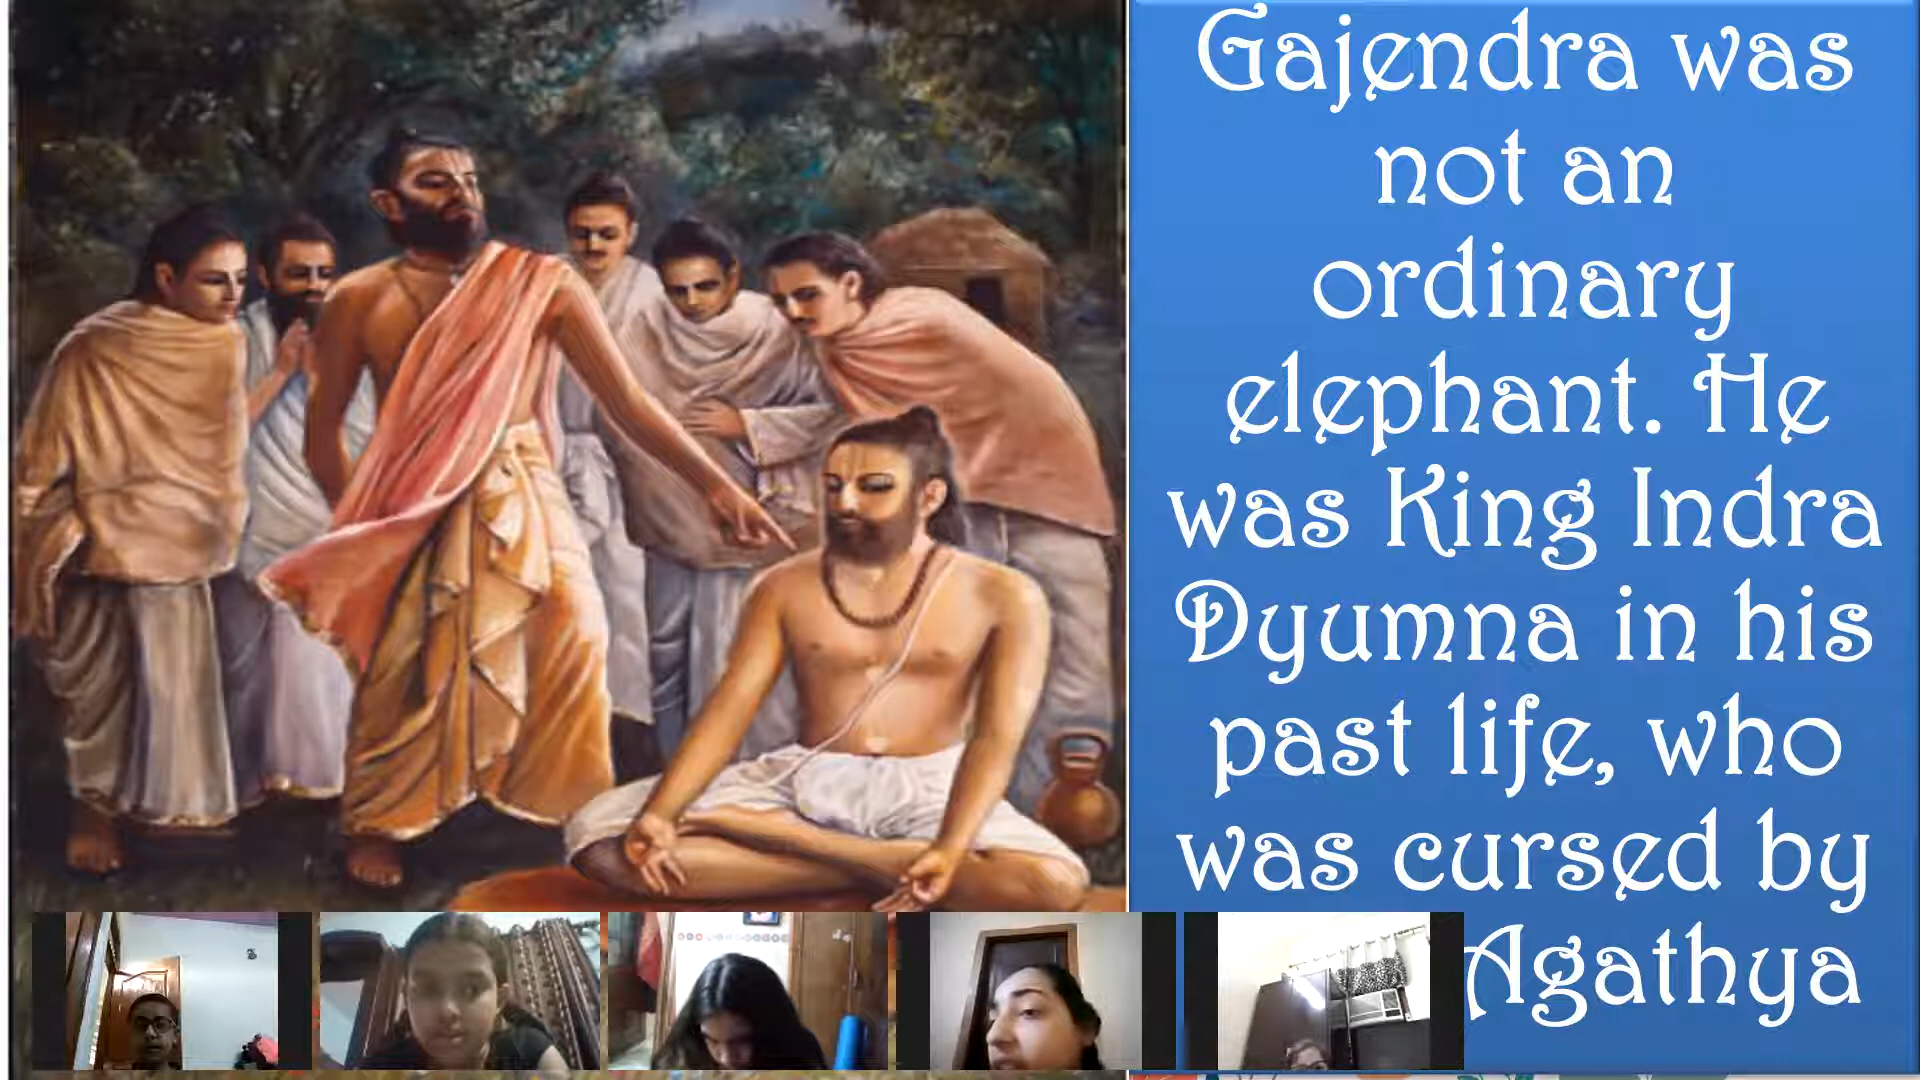 Gajendra was
not an
ordinary
elephant. He
was King Indra
Dyumna in his
past life, who
was cursed by
Agathya